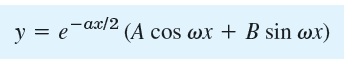 y = e^{-ax/2} (A cos ωx + B sin ωx)